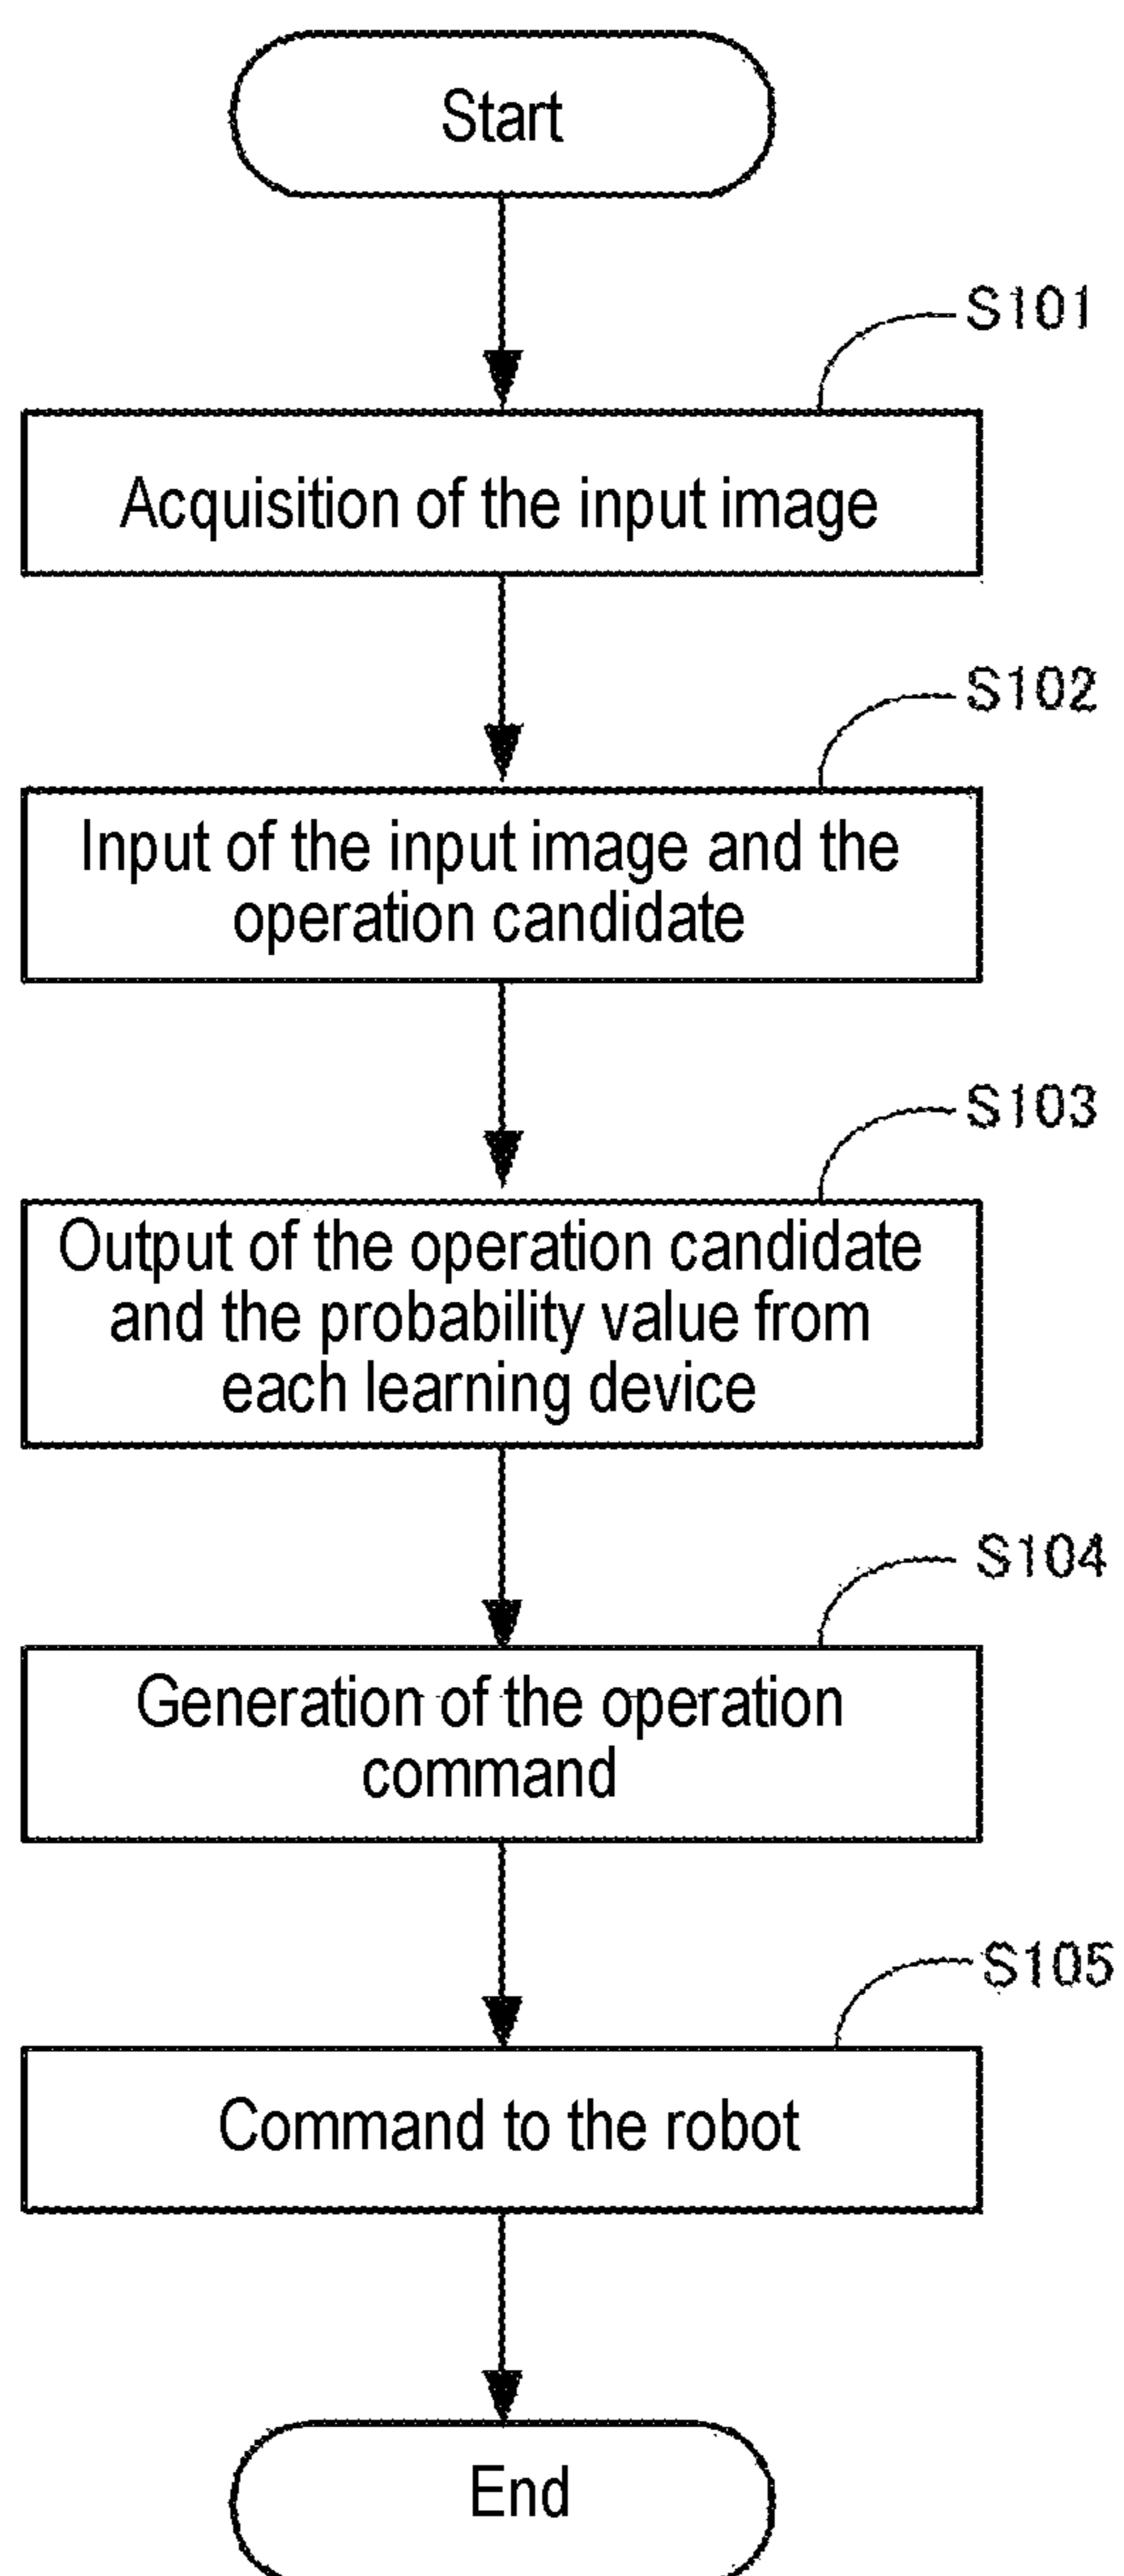 Start
S101
Acquisition of the input image
S102
Input of the input image and the
operation candidate
S103
Output of the operation candidate
and the probability value from
each learning device
S104
Generation of the operation
command
S105
Command to the robot
End